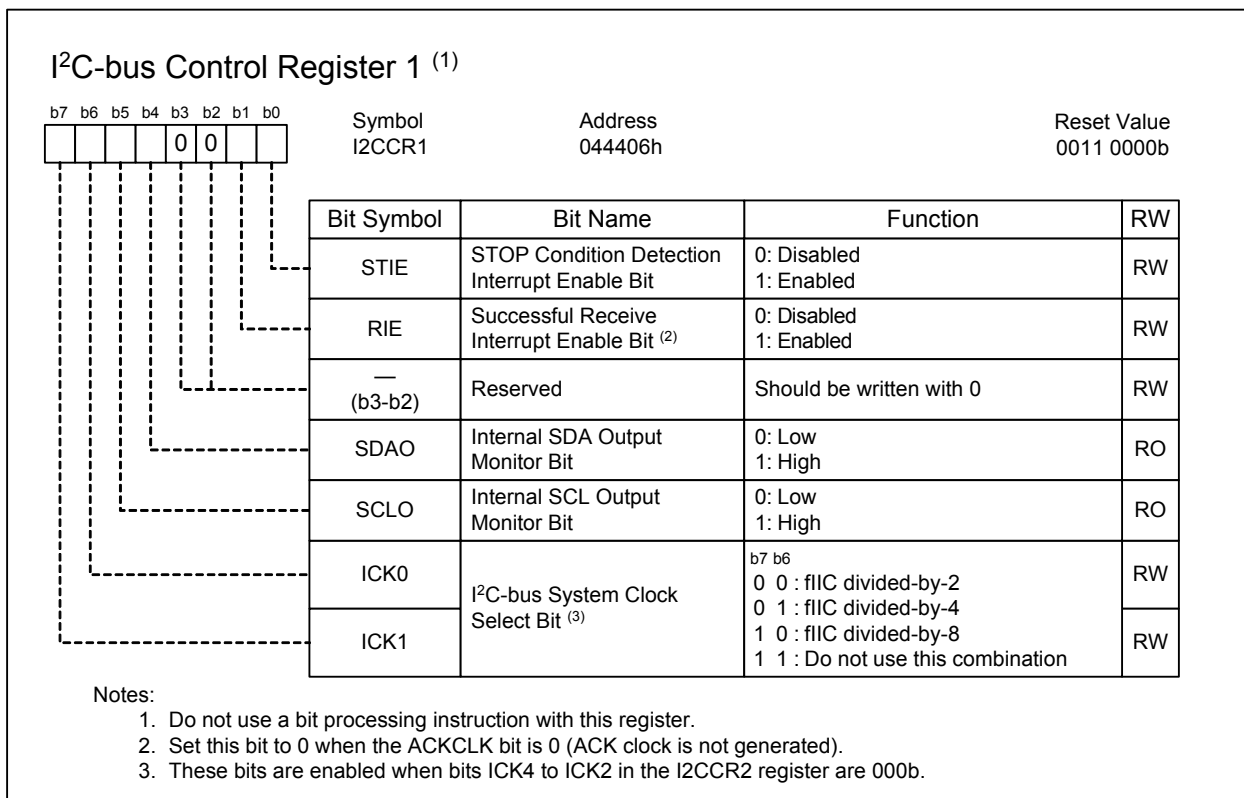 I²C-bus Control Register 1 (1)
b7 b6 b5 b4 b3 b2 b1 b0
0 0
Symbol Address Reset Value
I2CCR1 044406h 0011 0000b
Bit Symbol Bit Name Function RW
STIE STOP Condition Detection Interrupt Enable Bit 0: Disabled 1: Enabled RW
RIE Successful Receive Interrupt Enable Bit (2) 0: Disabled 1: Enabled RW
— (b3-b2) Reserved Should be written with 0 RW
SDAO Internal SDA Output Monitor Bit 0: Low 1: High RO
SCLO Internal SCL Output Monitor Bit 0: Low 1: High RO
ICK0 I²C-bus System Clock Select Bit (3) b7 b6 RW
0 0 : fIIC divided-by-2
0 1 : fIIC divided-by-4
1 0 : fIIC divided-by-8
1 1 : Do not use this combination
ICK1 RW
Notes:
1. Do not use a bit processing instruction with this register.
2. Set this bit to 0 when the ACKCLK bit is 0 (ACK clock is not generated).
3. These bits are enabled when bits ICK4 to ICK2 in the I2CCR2 register are 000b.